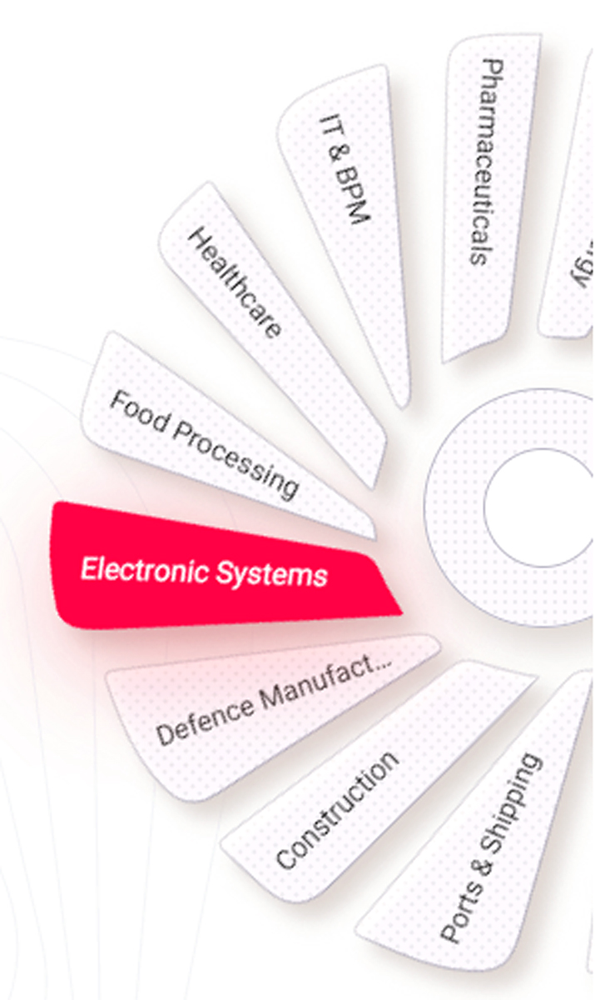 Pharmaceuticals
IT & BPM
Healthcare
Food Processing
Electronic Systems
Defence Manufact...
Construction
Ports & Shipping